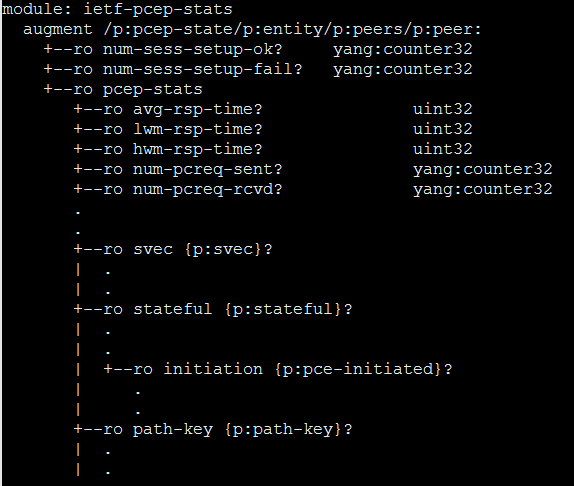 module: ietf-pcep-stats
  augment /p:pcep-state/p:entity/p:peers/p:peer:
    +--ro num-sess-setup-ok?     yang:counter32
    +--ro num-sess-setup-fail?   yang:counter32
    +--ro pcep-stats
       +--ro avg-rsp-time?               uint32
       +--ro lwm-rsp-time?               uint32
       +--ro hwm-rsp-time?               uint32
       +--ro num-pcreq-sent?             yang:counter32
       +--ro num-pcreq-rcvd?             yang:counter32
       .
       .
       +--ro svec {p:svec}?
       |  .
       |  .
       +--ro stateful {p:stateful}?
       |  .
       |  .
       |  +--ro initiation {p:pce-initiated}?
       |     .
       |     .
       +--ro path-key {p:path-key}?
       |  .
       |  .